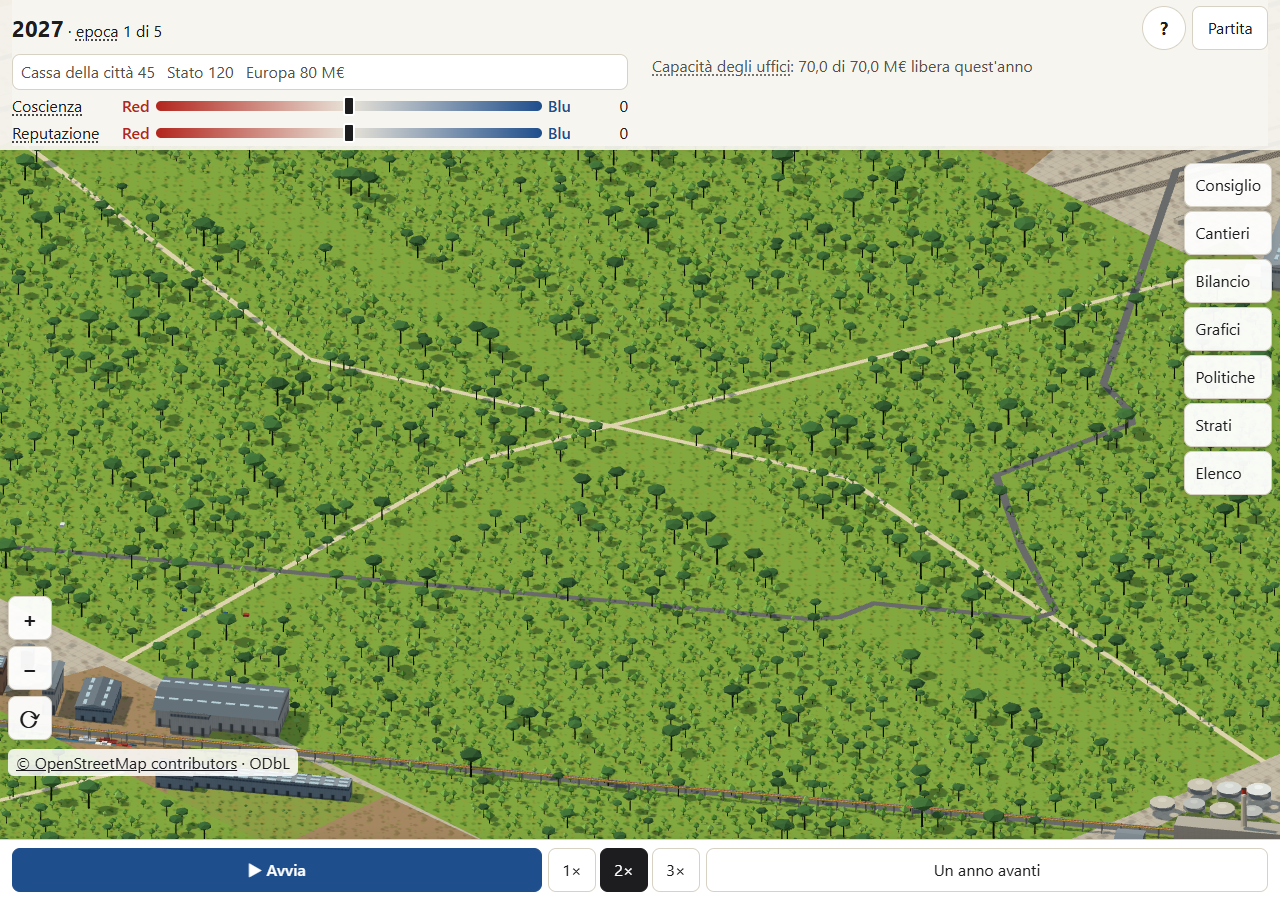 2027 · epoca 1 di 5
?
Partita
Cassa della città 45 Stato 120 Europa 80 M€
Capacità degli uffici: 70,0 di 70,0 M€ libera quest'anno
Coscienza Red Blu 0
Reputazione Red Blu 0
Consiglio
Cantieri
Bilancio
Grafici
Politiche
Strati
Elenco
+
−
© OpenStreetMap contributors · ODbL
▶ Avvia
1×
2×
3×
Un anno avanti